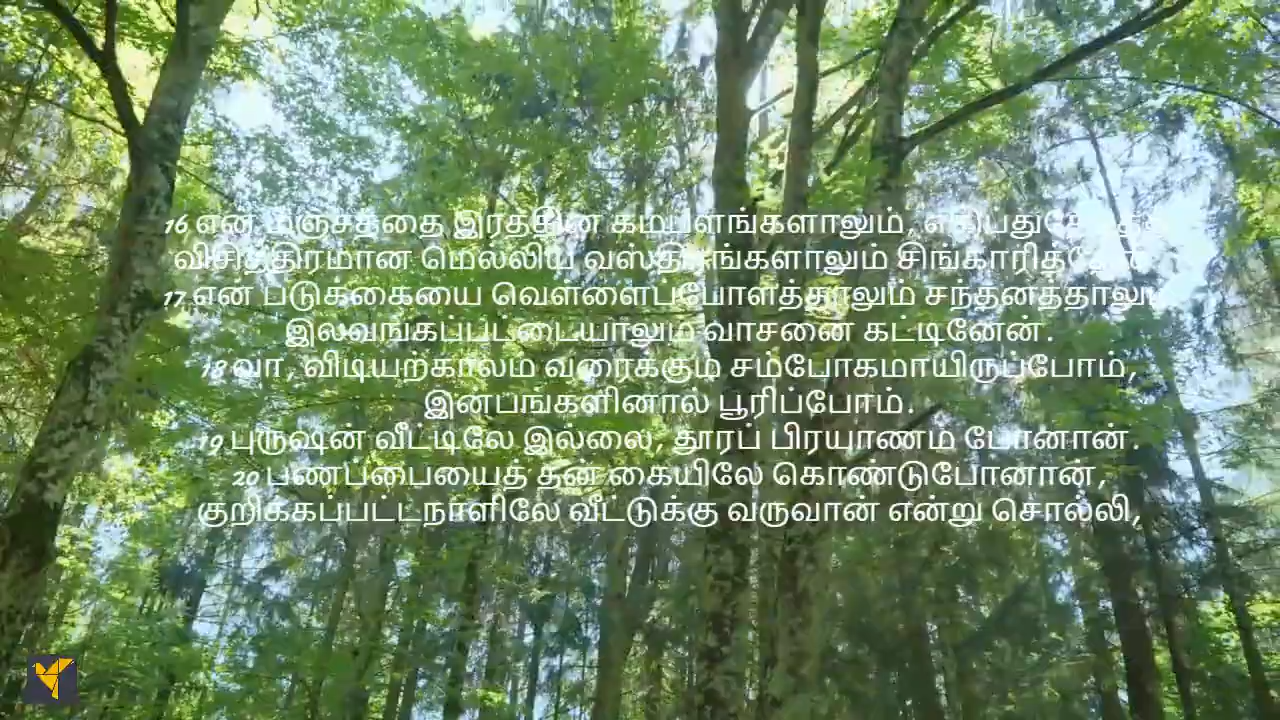 16 என் மஞ்சத்தை இரத்தின கம்பளங்களாலும்,
விசித்திரமான மெல்லிய வஸ்திரங்களாலும் சிங்காரித்தேன்.
17 என் படுக்கையை வெள்ளைப்போளத்தாலும் சந்தனத்தாலும்
இலவங்கப்பட்டையாலும் வாசனை கட்டினேன்.
18 வா, விடியற்காலம் வரைக்கும் சம்போகமாயிருப்போம்,
இன்பங்களினால் பூரிப்போம்.
19 புருஷன் வீட்டிலே இல்லை, தூரப் பிரயாணம் போனான்.
20 பணப்பையைத் தன் கையிலே கொண்டுபோனான்,
குறிக்கப்பட்டநாளிலே வீட்டுக்கு வருவான் என்று சொல்லி,